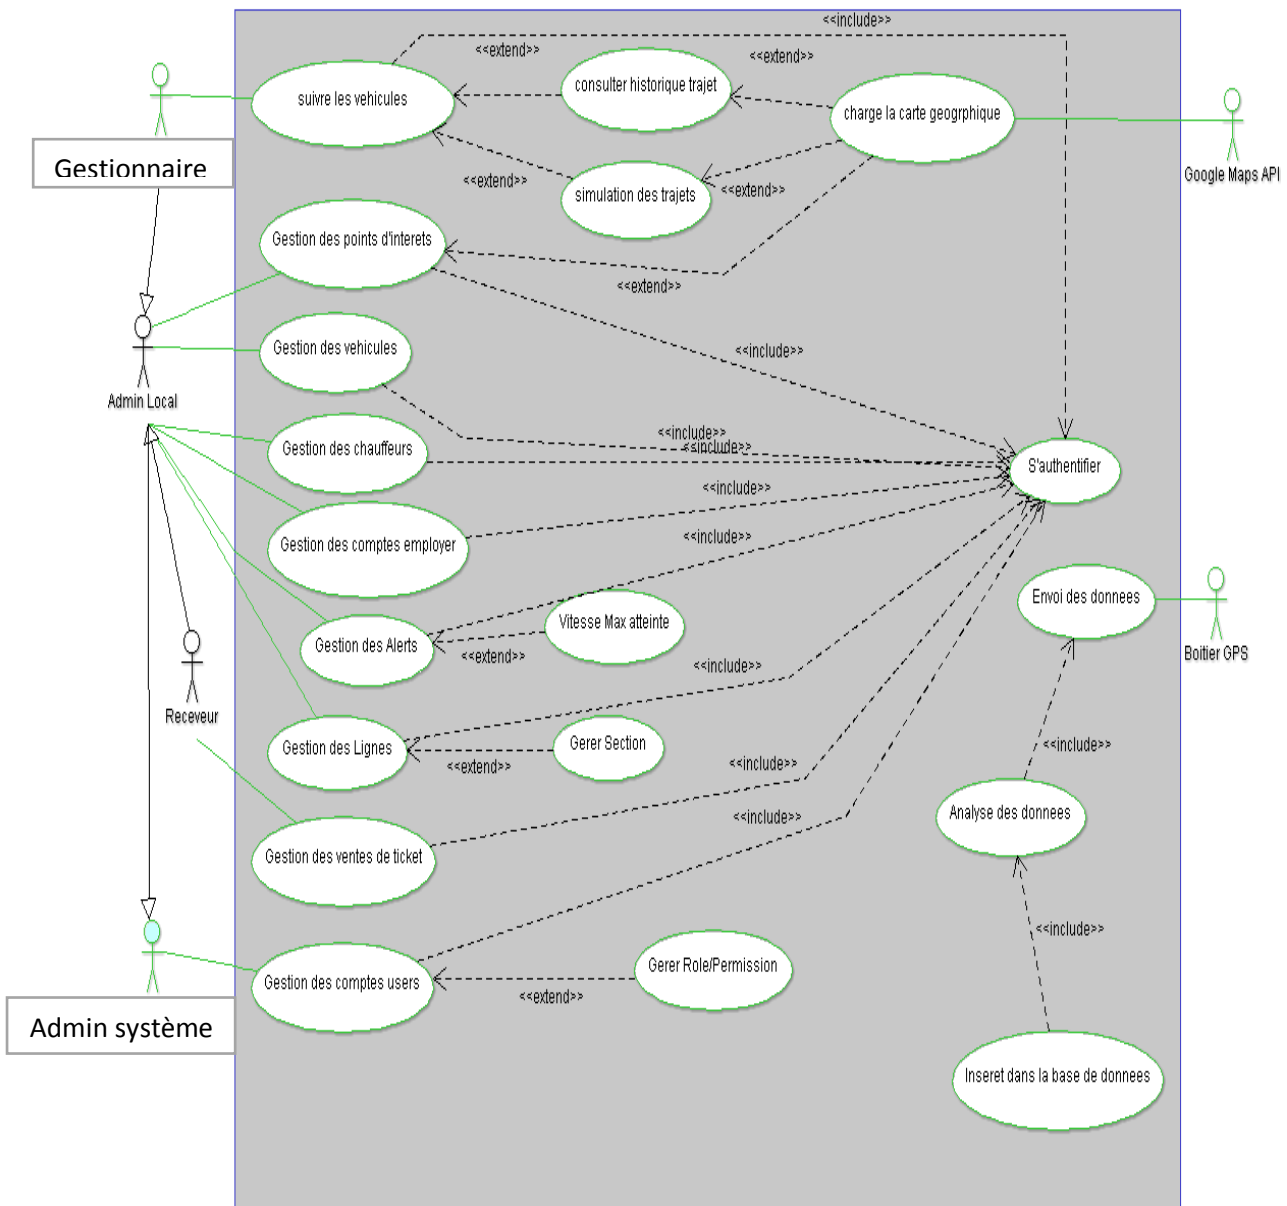 <<include>>
<<extend>>
<<extend>>
suivre les vehicules
consulter historique trajet
charge la carte geogrphique
Gestionnaire
Google Maps API
<<extend>>
simulation des trajets
<<extend>>
Gestion des points d'interets
<<extend>>
Gestion des vehicules
<<include>>
Admin Local
Gestion des chauffeurs
<<include>>
<<include>>
S'authentifier
<<include>>
Gestion des comptes employer
<<include>>
Envoi des donnees
Vitesse Max atteinte
Gestion des Alerts
<<extend>>
Boitier GPS
<<include>>
Receveur
Gestion des Lignes
Gerer Section
<<extend>>
<<include>>
<<include>>
Analyse des donnees
<<include>>
Gestion des ventes de ticket
<<include>>
Gerer Role/Permission
Gestion des comptes users
<<extend>>
Admin système
Inseret dans la base de donnees